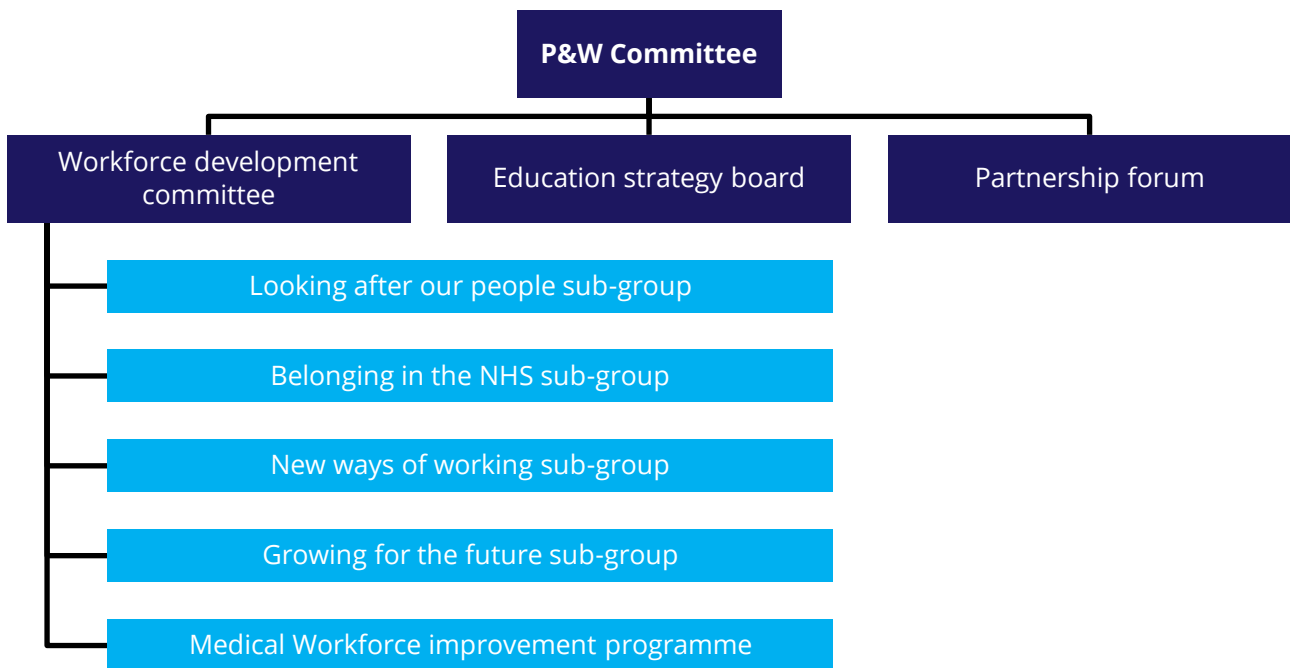 P&W Committee
Workforce development
committee
Education strategy board
Partnership forum
Looking after our people sub-group
Belonging in the NHS sub-group
New ways of working sub-group
Growing for the future sub-group
Medical Workforce improvement programme